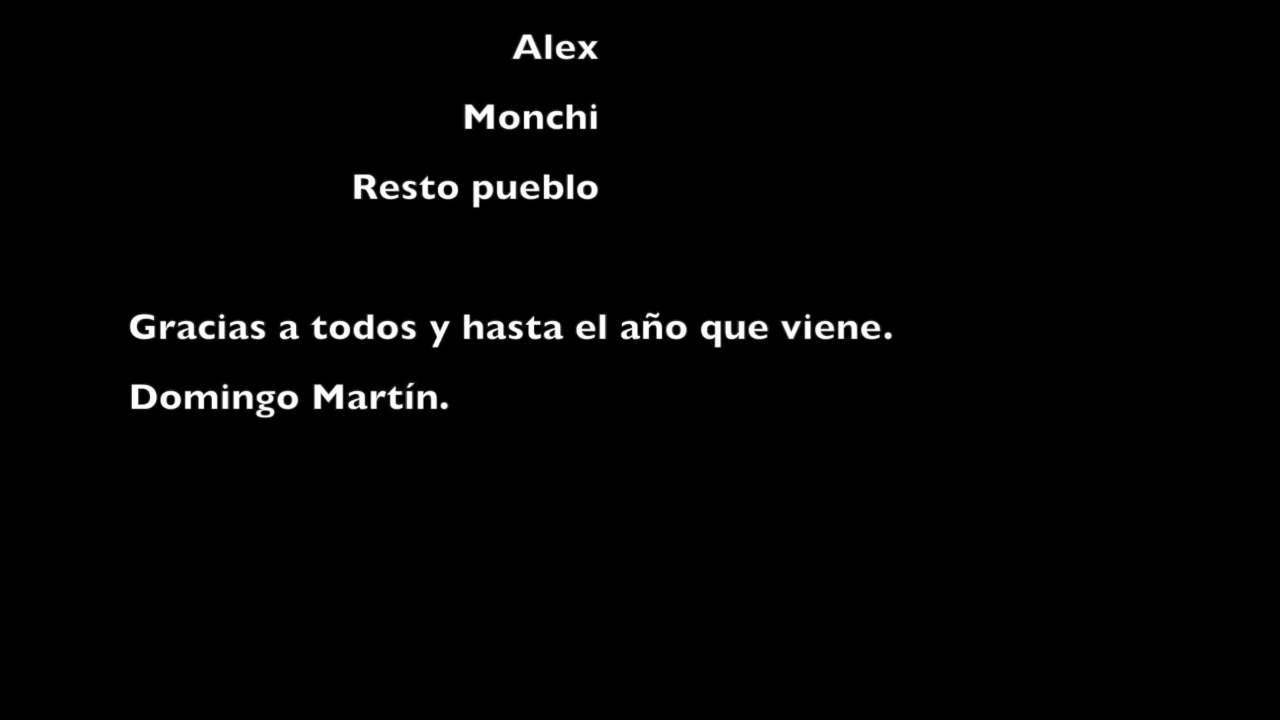 Alex
Monchi
Resto pueblo
Gracias a todos y hasta el año que viene.
Domingo Martín.